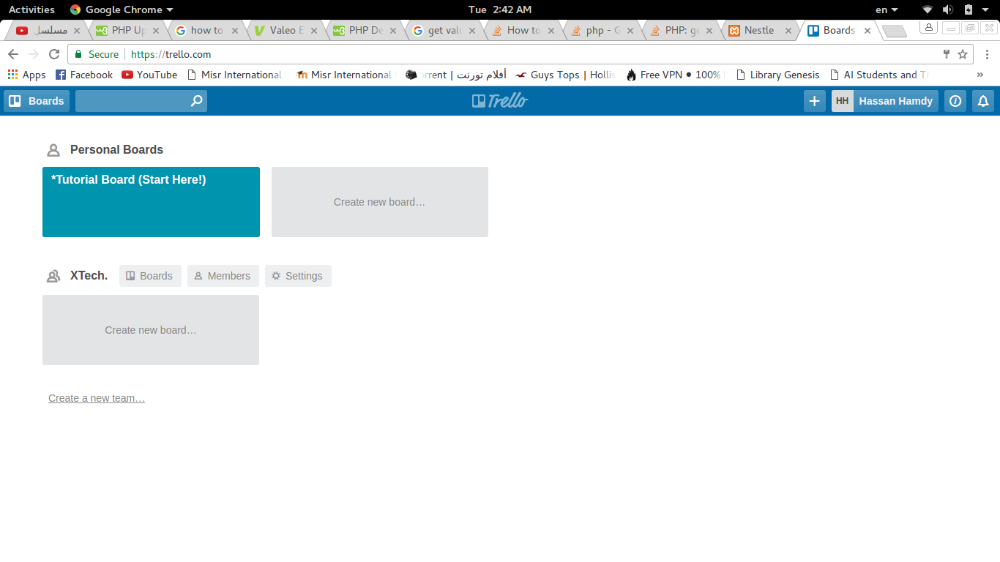 Activities Google Chrome Tue 2:42 AM en
مسلسل PHP Up how to Valeo E PHP De get valu How to php - G PHP: ge Nestle Boards
Secure https://trello.com
Apps Facebook YouTube Misr International Misr International orrent | أفلام تورنت Guys Tops | Hollis Free VPN • 100% Library Genesis AI Students and TA »
Boards Trello HH Hassan Hamdy
Personal Boards
*Tutorial Board (Start Here!)
Create new board…
XTech. Boards Members Settings
Create new board…
Create a new team…